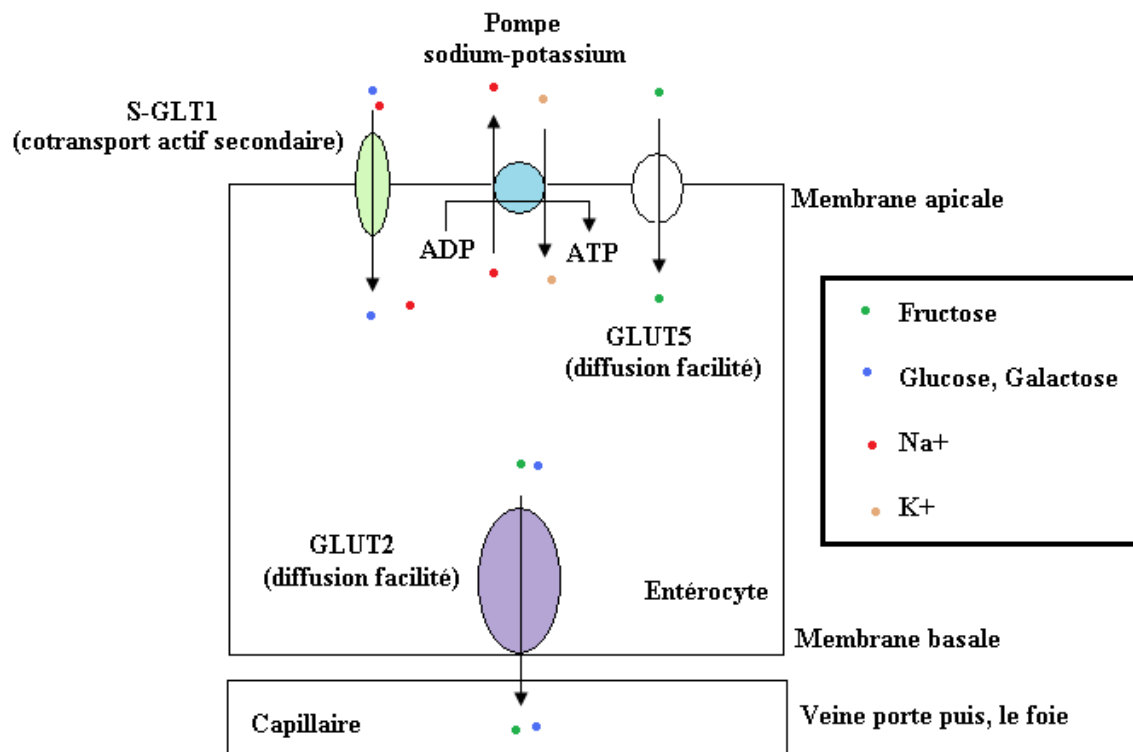 Pompe
sodium-potassium
S-GLT1
(cotransport actif secondaire)
Membrane apicale
ADP
ATP
GLUT5
(diffusion facilité)
Fructose
Glucose, Galactose
Na+
K+
GLUT2
(diffusion facilité)
Entérocyte
Membrane basale
Capillaire
Veine porte puis, le foie